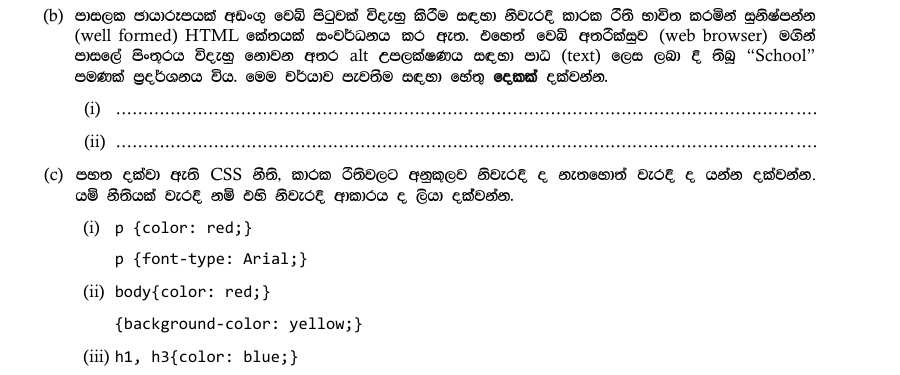 (b) පාසලක ඡායාරූපයක් අඩංගු වෙබ් පිටුවක් විදැහු කිරීම සඳහා නිවැරදි කාරක රීති භාවිත කරමින් සුනිෂ්පන්න
(well formed) HTML කේතයක් සංවර්ධනය කර ඇත. එහෙත් වෙබ් අතරික්සුව (web browser) මගින්
පාසලේ පින්තූරය විදැහු නොවන අතර alt උපලක්ෂණය සඳහා පාඨ (text) ලෙස ලබා දී තිබූ “School”
පමණක් ප්‍රදර්ශනය විය. මෙම චර්යාව පැවතීම සඳහා හේතු දෙකක් දක්වන්න.
(i) ................................................................................
(ii) ................................................................................
(c) පහත දක්වා ඇති CSS නීති, කාරක රීතිවලට අනුකූලව නිවැරදි ද නැතහොත් වැරදි ද යන්න දක්වන්න.
යම් නීතියක් වැරදි නම් එහි නිවැරදි ආකාරය ද ලියා දක්වන්න.
(i) p {color: red;}
p {font-type: Arial;}
(ii) body{color: red;}
{background-color: yellow;}
(iii) h1, h3{color: blue;}